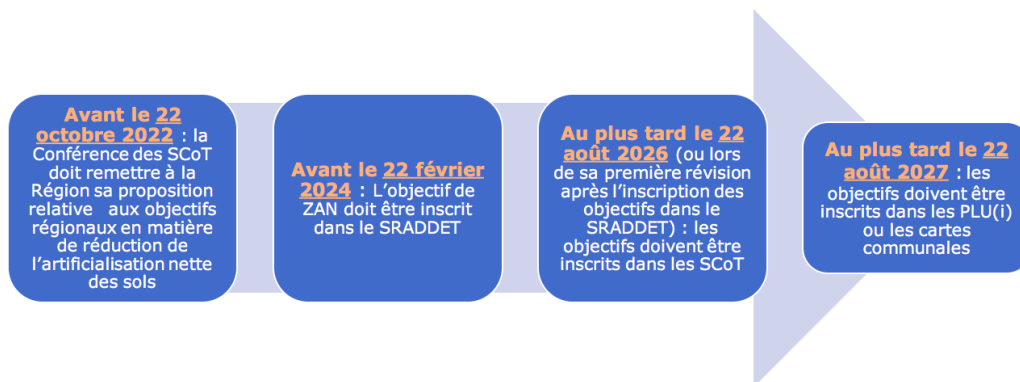 Avant le 22
octobre 2022 : la
Conférence des SCoT
doit remettre à la
Région sa proposition
relative aux objectifs
régionaux en matière
de réduction de
l'artificialisation nette
des sols
Avant le 22 février
2024 : L'objectif de
ZAN doit être inscrit
dans le SRADDET
Au plus tard le 22
août 2026 (ou lors
de sa première révision
après l'inscription des
objectifs dans le
SRADDET) : les
objectifs doivent être
inscrits dans les SCoT
Au plus tard le 22
août 2027 : les
objectifs doivent être
inscrits dans les PLU(i)
ou les cartes
communales